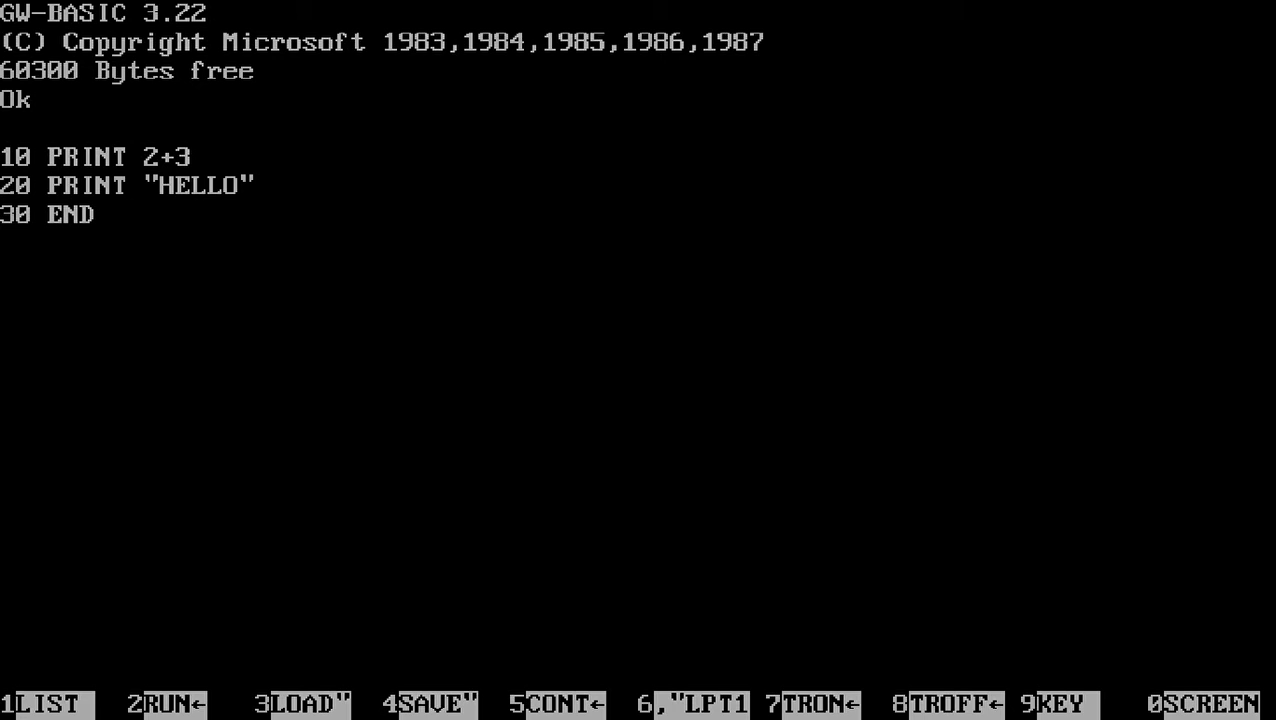 GW-BASIC 3.22
(C) Copyright Microsoft 1983,1984,1985,1986,1987
60300 Bytes free
Ok
10 PRINT 2+3
20 PRINT "HELLO"
30 END
1LIST 2RUN← 3LOAD" 4SAVE" 5CONT← 6,"LPT1 7TRON← 8TROFF← 9KEY 0SCREEN